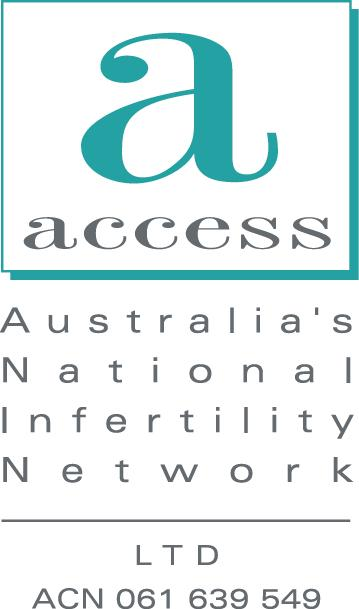 a
access
Australia's
National
Infertility
Network
LTD
ACN 061 639 549